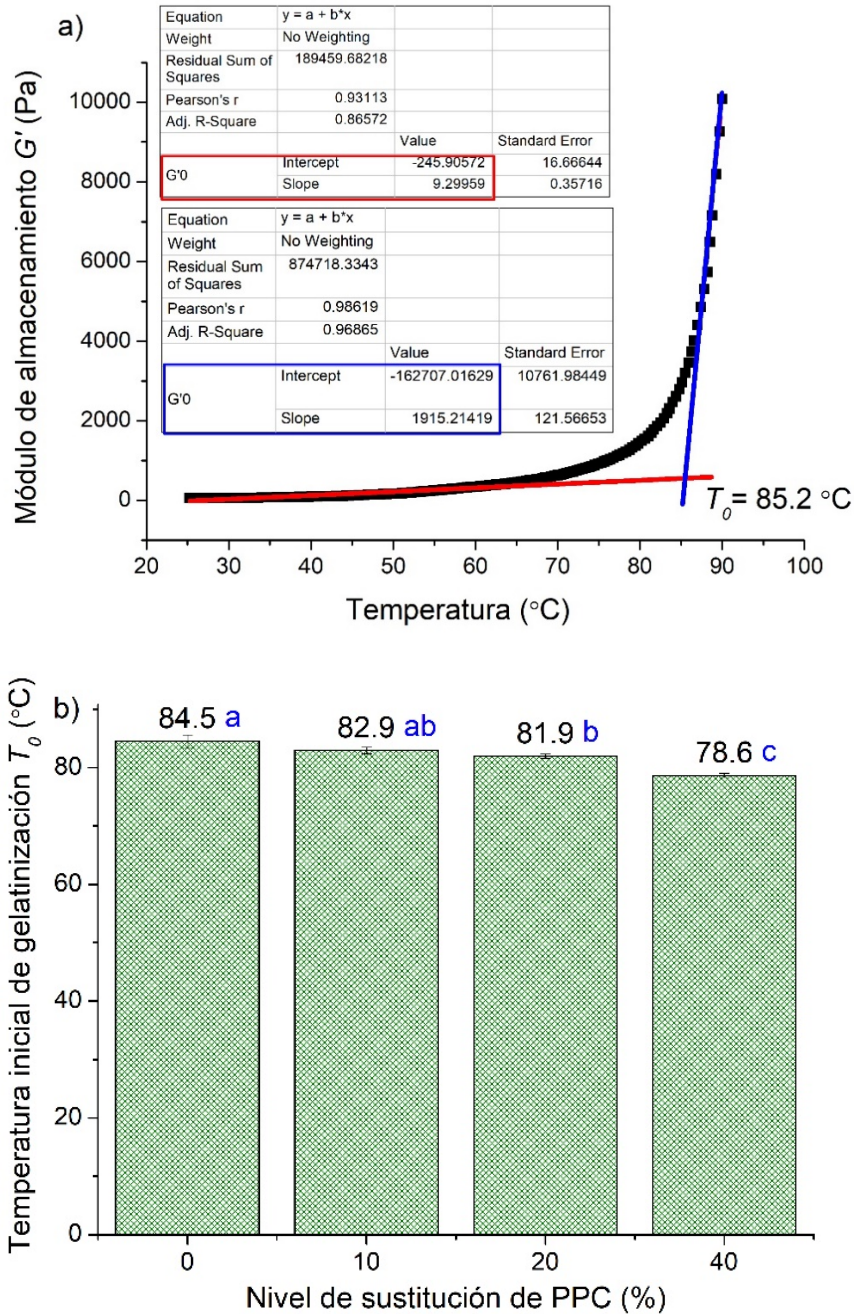 a)
Equation y = a + b*x
Weight No Weighting
Residual Sum of 189459.68218
Squares
Pearson's r 0.93113
Adj. R-Square 0.86572
Value Standard Error
G'0 Intercept -245.90572 16.66644
Slope 9.29959 0.35716
Equation y = a + b*x
Weight No Weighting
Residual Sum 874718.3343
of Squares
Pearson's r 0.98619
Adj. R-Square 0.96865
Value Standard Error
G'0 Intercept -162707.01629 10761.98449
Slope 1915.21419 121.56653
Módulo de almacenamiento G' (Pa)
10000
8000
6000
4000
2000
0
T0= 85.2 °C
20 30 40 50 60 70 80 90 100
Temperatura (°C)
b)
84.5 a 82.9 ab 81.9 b 78.6 c
Temperatura inicial de gelatinización T0 (°C)
80
60
40
20
0
0 10 20 40
Nivel de sustitución de PPC (%)